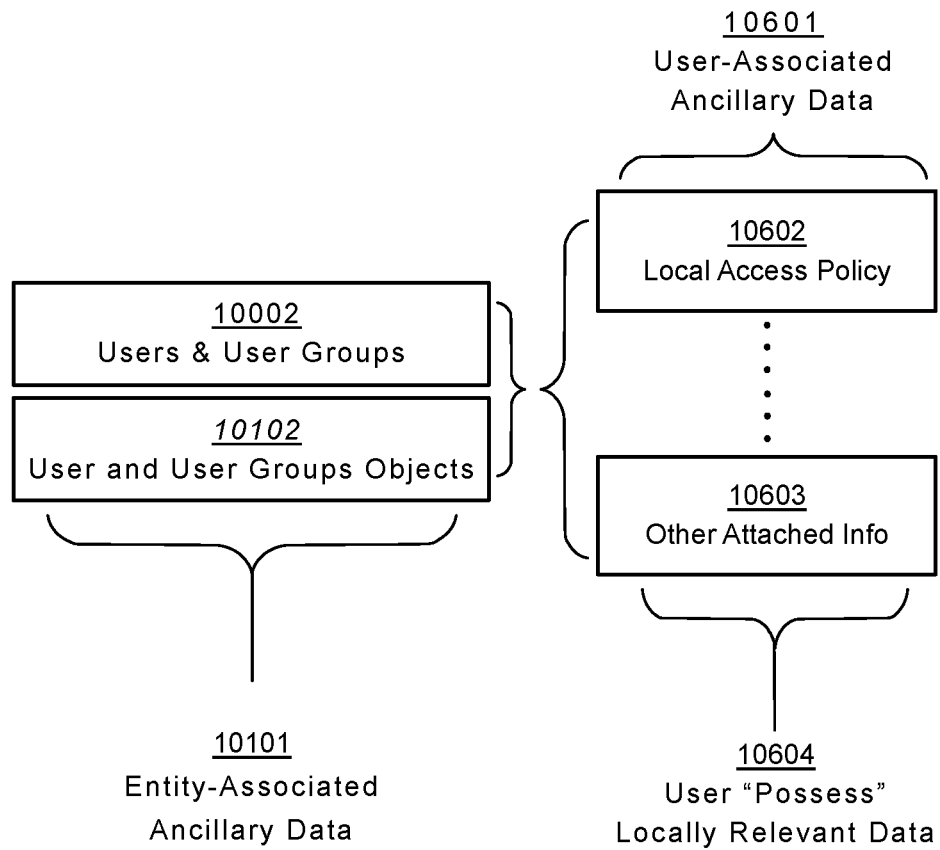 10601
User-Associated
Ancillary Data
10602
Local Access Policy
10002
Users & User Groups
10102
User and User Groups Objects
10603
Other Attached Info
10101
Entity-Associated
Ancillary Data
10604
User “Possess”
Locally Relevant Data